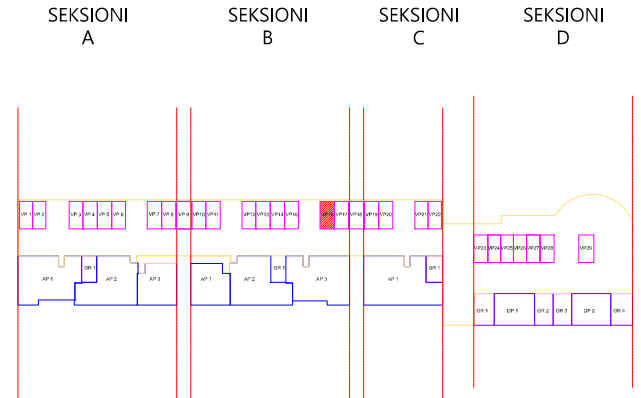 SEKSIONI SEKSIONI SEKSIONI SEKSIONI
A B C D
VP 1 VP 2 VP 3 VP 4 VP 5 VP 6 VP 7 VP 8 VP 9 VP10 VP11 VP12 VP13 VP14 VP15 VP16 VP17 VP18 VP19 VP20 VP21 VP22
VP23 VP24 VP25 VP26 VP27 VP28 VP29
GR 1 GR 1 GR 1
AP 1 AP 2 AP 3 AP 1 AP 2 AP 3 AP 1
GR 1 DP 1 GR 2 GR 3 DP 2 GR 4